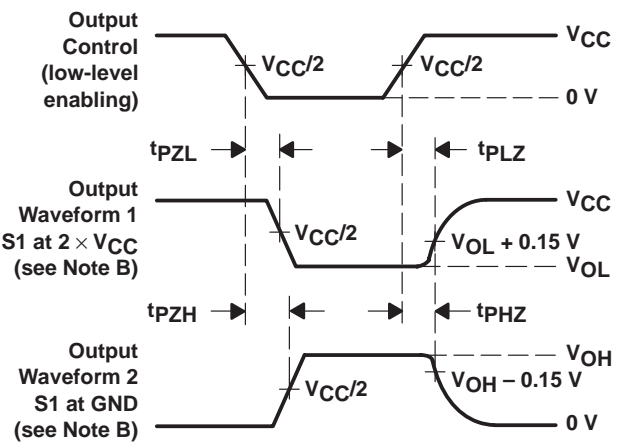 Output
Control
(low-level
enabling)
VCC/2
VCC/2
VCC
0 V
tPZL
tPLZ
Output
Waveform 1
S1 at 2 × VCC
(see Note B)
VCC/2
VCC
VOL + 0.15 V
VOL
tPZH
tPHZ
Output
Waveform 2
S1 at GND
(see Note B)
VCC/2
VOH
VOH − 0.15 V
0 V